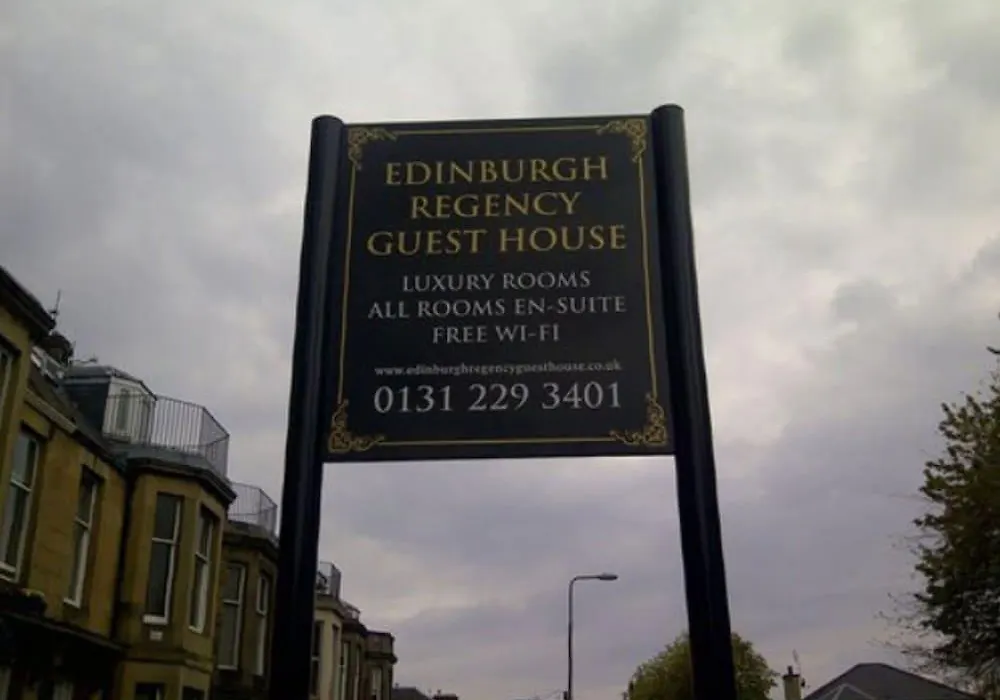 EDINBURGH
REGENCY
GUEST HOUSE
LUXURY ROOMS
ALL ROOMS EN-SUITE
FREE WI-FI
www.edinburghregencyguesthouse.co.uk
0131 229 3401